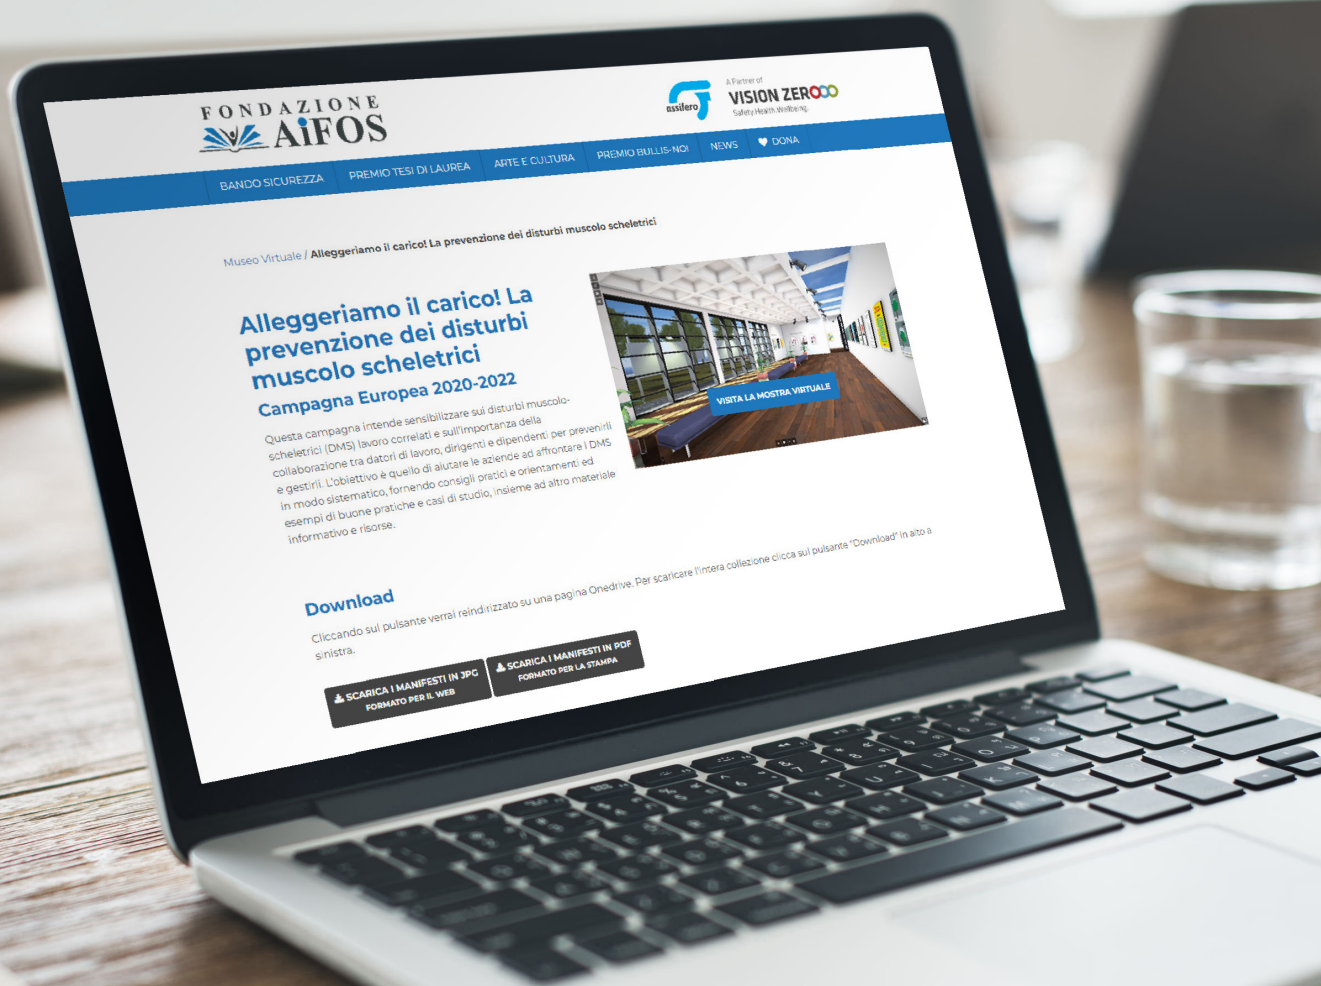 FONDAZIONE
AiFOS
assifero
A Partner of
VISION ZERO
Safety.Health.Wellbeing.
BANDO SICUREZZA PREMIO TESI DI LAUREA ARTE E CULTURA PREMIO BULLIS-NO! NEWS DONA
Museo Virtuale / Alleggeriamo il carico! La prevenzione dei disturbi muscolo scheletrici
Alleggeriamo il carico! La
prevenzione dei disturbi
muscolo scheletrici
Campagna Europea 2020-2022
Questa campagna intende sensibilizzare sui disturbi muscolo-
scheletrici (DMS) lavoro correlati e sull'importanza della
collaborazione tra datori di lavoro, dirigenti e dipendenti per prevenirli
e gestirli. L'obiettivo è quello di aiutare le aziende ad affrontare i DMS
in modo sistematico, fornendo consigli pratici e orientamenti ed
esempi di buone pratiche e casi di studio, insieme ad altro materiale
informativo e risorse.
VISITA LA MOSTRA VIRTUALE
Download
Cliccando sul pulsante verrai reindirizzato su una pagina Onedrive. Per scaricare l'intera collezione clicca sul pulsante "Download" in alto a
sinistra.
SCARICA I MANIFESTI IN JPG
FORMATO PER IL WEB
SCARICA I MANIFESTI IN PDF
FORMATO PER LA STAMPA